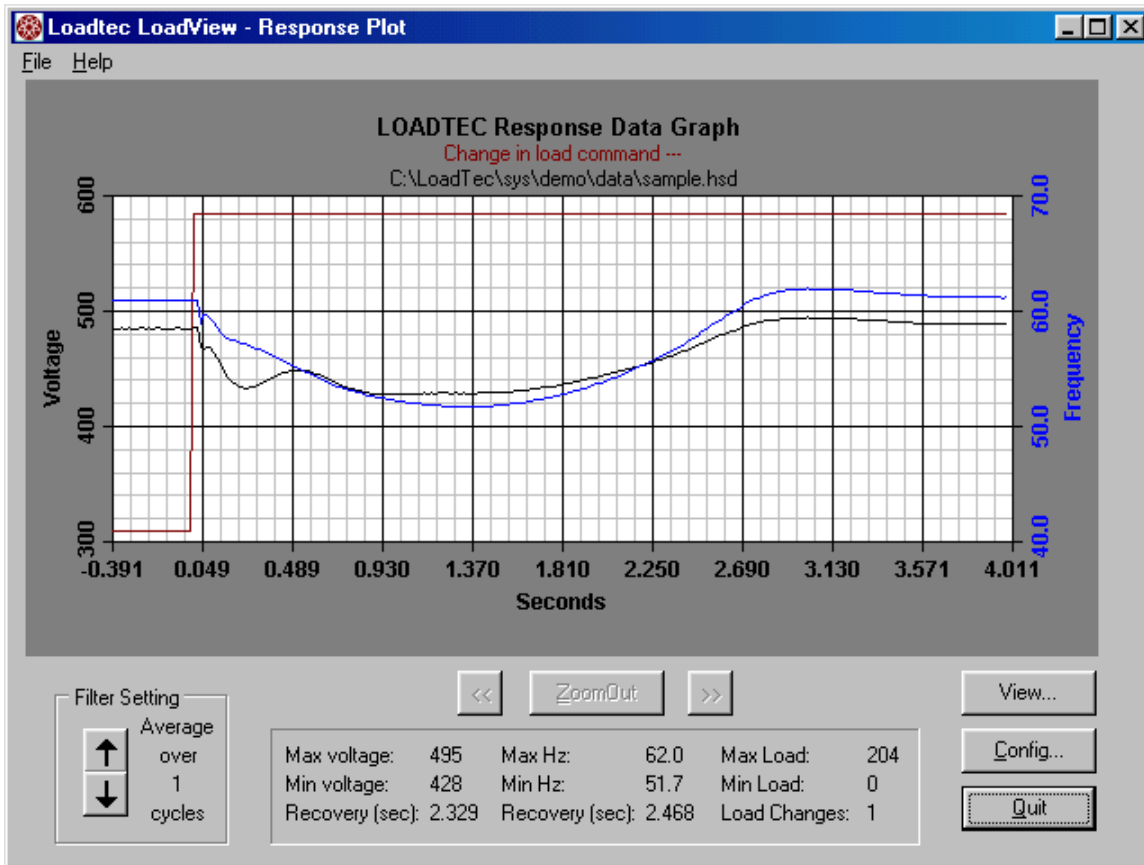 Loadtec LoadView - Response Plot
File Help
LOADTEC Response Data Graph
Change in load command ---
C:\LoadTec\sys\demo\data\sample.hsd
600
500
400
300
Voltage
70.0
60.0
50.0
40.0
Frequency
-0.391 0.049 0.489 0.930 1.370 1.810 2.250 2.690 3.130 3.571 4.011
Seconds
<< ZoomOut >>
View...
Config...
Quit
Filter Setting
Average
over
1
cycles
Max voltage: 495 Max Hz: 62.0 Max Load: 204
Min voltage: 428 Min Hz: 51.7 Min Load: 0
Recovery (sec): 2.329 Recovery (sec): 2.468 Load Changes: 1